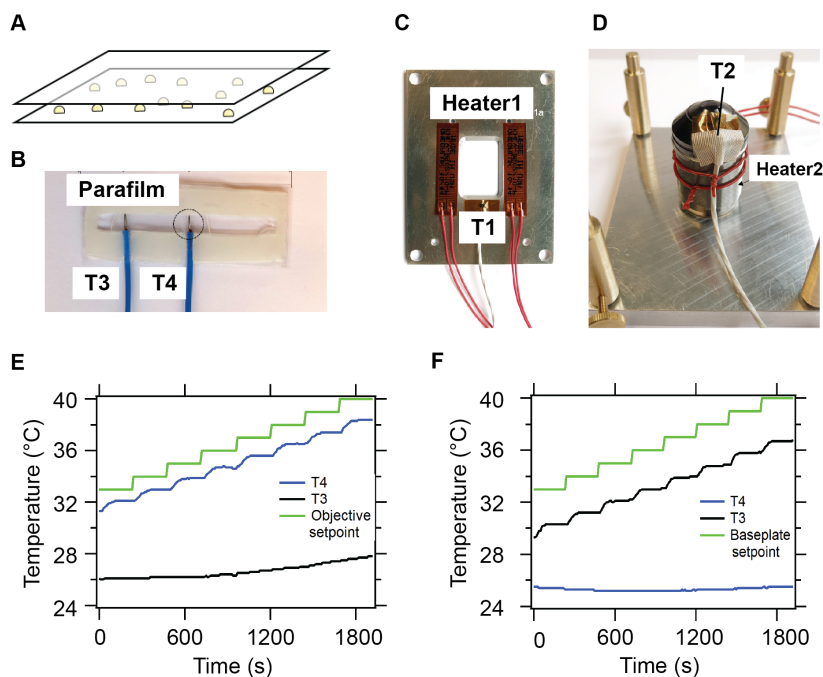 A
B
Parafilm
T3
T4
C
Heater1
1a
T1
D
T2
Heater2
E
Temperature (°C)
40
36
32
28
24
T4
T3
Objective
setpoint
0
600
1200
1800
Time (s)
F
Temperature (°C)
40
36
32
28
24
T4
T3
Baseplate
setpoint
0
600
1200
1800
Time (s)